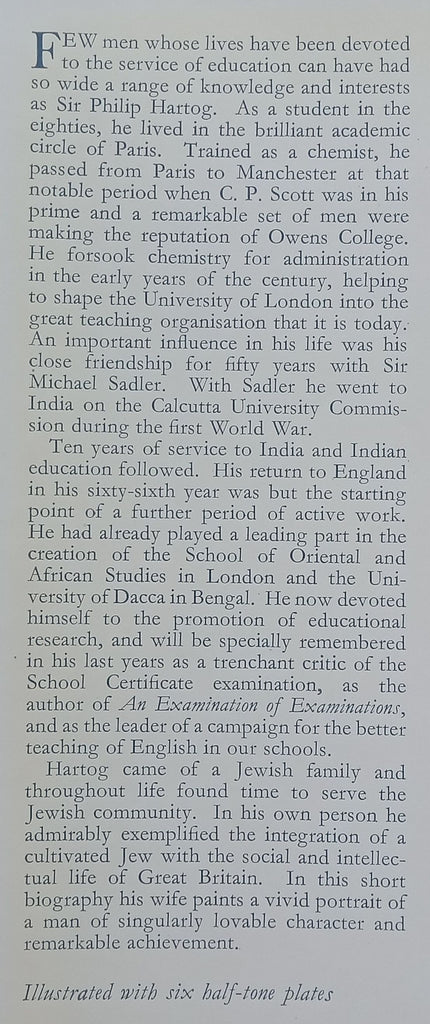 FEW men whose lives have been devoted
to the service of education can have had
so wide a range of knowledge and interests
as Sir Philip Hartog. As a student in the
eighties, he lived in the brilliant academic
circle of Paris. Trained as a chemist, he
passed from Paris to Manchester at that
notable period when C. P. Scott was in his
prime and a remarkable set of men were
making the reputation of Owens College.
He forsook chemistry for administration
in the early years of the century, helping
to shape the University of London into the
great teaching organisation that it is today.
An important influence in his life was his
close friendship for fifty years with Sir
Michael Sadler. With Sadler he went to
India on the Calcutta University Commis-
sion during the first World War.
Ten years of service to India and Indian
education followed. His return to England
in his sixty-sixth year was but the starting
point of a further period of active work.
He had already played a leading part in the
creation of the School of Oriental and
African Studies in London and the Uni-
versity of Dacca in Bengal. He now devoted
himself to the promotion of educational
research, and will be specially remembered
in his last years as a trenchant critic of the
School Certificate examination, as the
author of An Examination of Examinations,
and as the leader of a campaign for the better
teaching of English in our schools.
Hartog came of a Jewish family and
throughout life found time to serve the
Jewish community. In his own person he
admirably exemplified the integration of a
cultivated Jew with the social and intellec-
tual life of Great Britain. In this short
biography his wife paints a vivid portrait of
a man of singularly lovable character and
remarkable achievement.
Illustrated with six half-tone plates